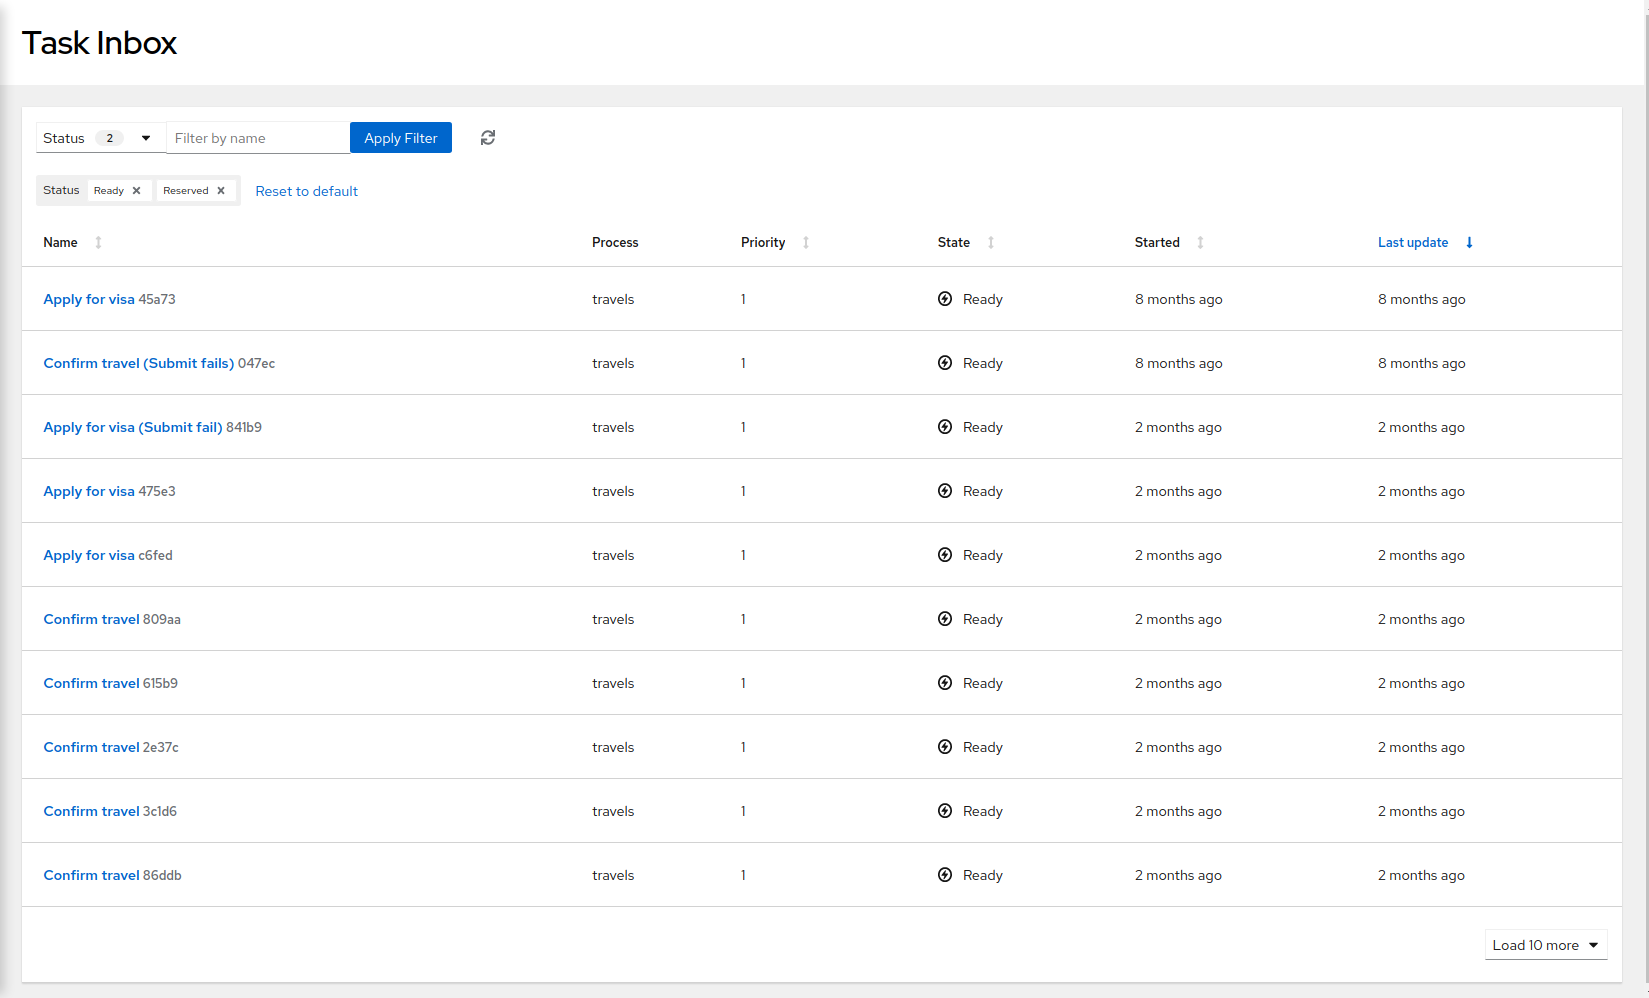 Task Inbox
Status 2 Filter by name Apply Filter
Status Ready Reserved Reset to default
Name Process Priority State Started Last update
Apply for visa 45a73 travels 1 Ready 8 months ago 8 months ago
Confirm travel (Submit fails) 047ec travels 1 Ready 8 months ago 8 months ago
Apply for visa (Submit fail) 841b9 travels 1 Ready 2 months ago 2 months ago
Apply for visa 475e3 travels 1 Ready 2 months ago 2 months ago
Apply for visa c6fed travels 1 Ready 2 months ago 2 months ago
Confirm travel 809aa travels 1 Ready 2 months ago 2 months ago
Confirm travel 615b9 travels 1 Ready 2 months ago 2 months ago
Confirm travel 2e37c travels 1 Ready 2 months ago 2 months ago
Confirm travel 3c1d6 travels 1 Ready 2 months ago 2 months ago
Confirm travel 86ddb travels 1 Ready 2 months ago 2 months ago
Load 10 more